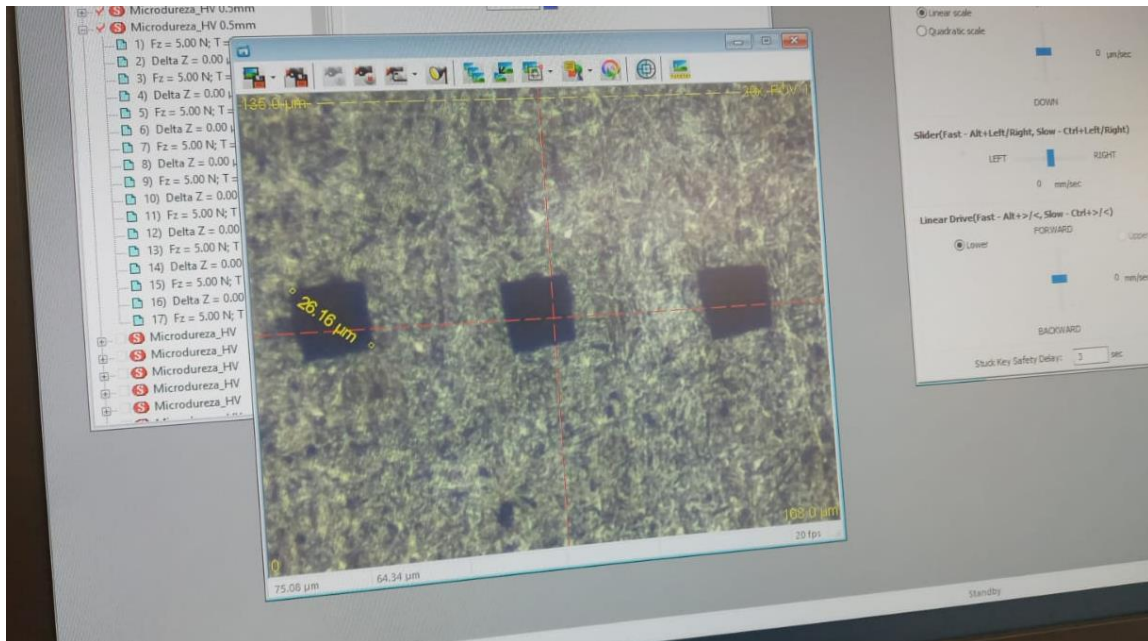 Microdureza_HV 0.5mm
Microdureza_HV 0.5mm
1) Fz = 5.00 N; T =
2) Delta Z = 0.00 µ
3) Fz = 5.00 N; T =
4) Delta Z = 0.00 µ
5) Fz = 5.00 N; T =
6) Delta Z = 0.00 µ
7) Fz = 5.00 N; T =
8) Delta Z = 0.00 µ
9) Fz = 5.00 N; T =
10) Delta Z = 0.00
11) Fz = 5.00 N; T
12) Delta Z = 0.00
13) Fz = 5.00 N; T
14) Delta Z = 0.00
15) Fz = 5.00 N; T
16) Delta Z = 0.00
17) Fz = 5.00 N; T
Microdureza_HV
Microdureza_HV
Microdureza_HV
Microdureza_HV
Microdureza_HV
135.0 µm
26.16 µm
0
108.0 µm
75.08 µm
64.34 µm
20 fps
Linear scale
Quadratic scale
0 µm/sec
DOWN
Slider(Fast - Alt+Left/Right, Slow - Ctrl+Left/Right)
LEFT
RIGHT
0 mm/sec
Linear Drive(Fast - Alt+>/<, Slow - Ctrl+>/<)
FORWARD
Lower
Upper
0 mm/sec
BACKWARD
Stuck Key Safety Delay: 3 sec
Standby